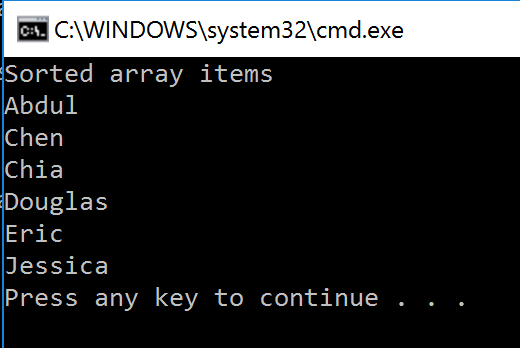 C:\WINDOWS\system32\cmd.exe
Sorted array items
Abdul
Chen
Chia
Douglas
Eric
Jessica
Press any key to continue . . .